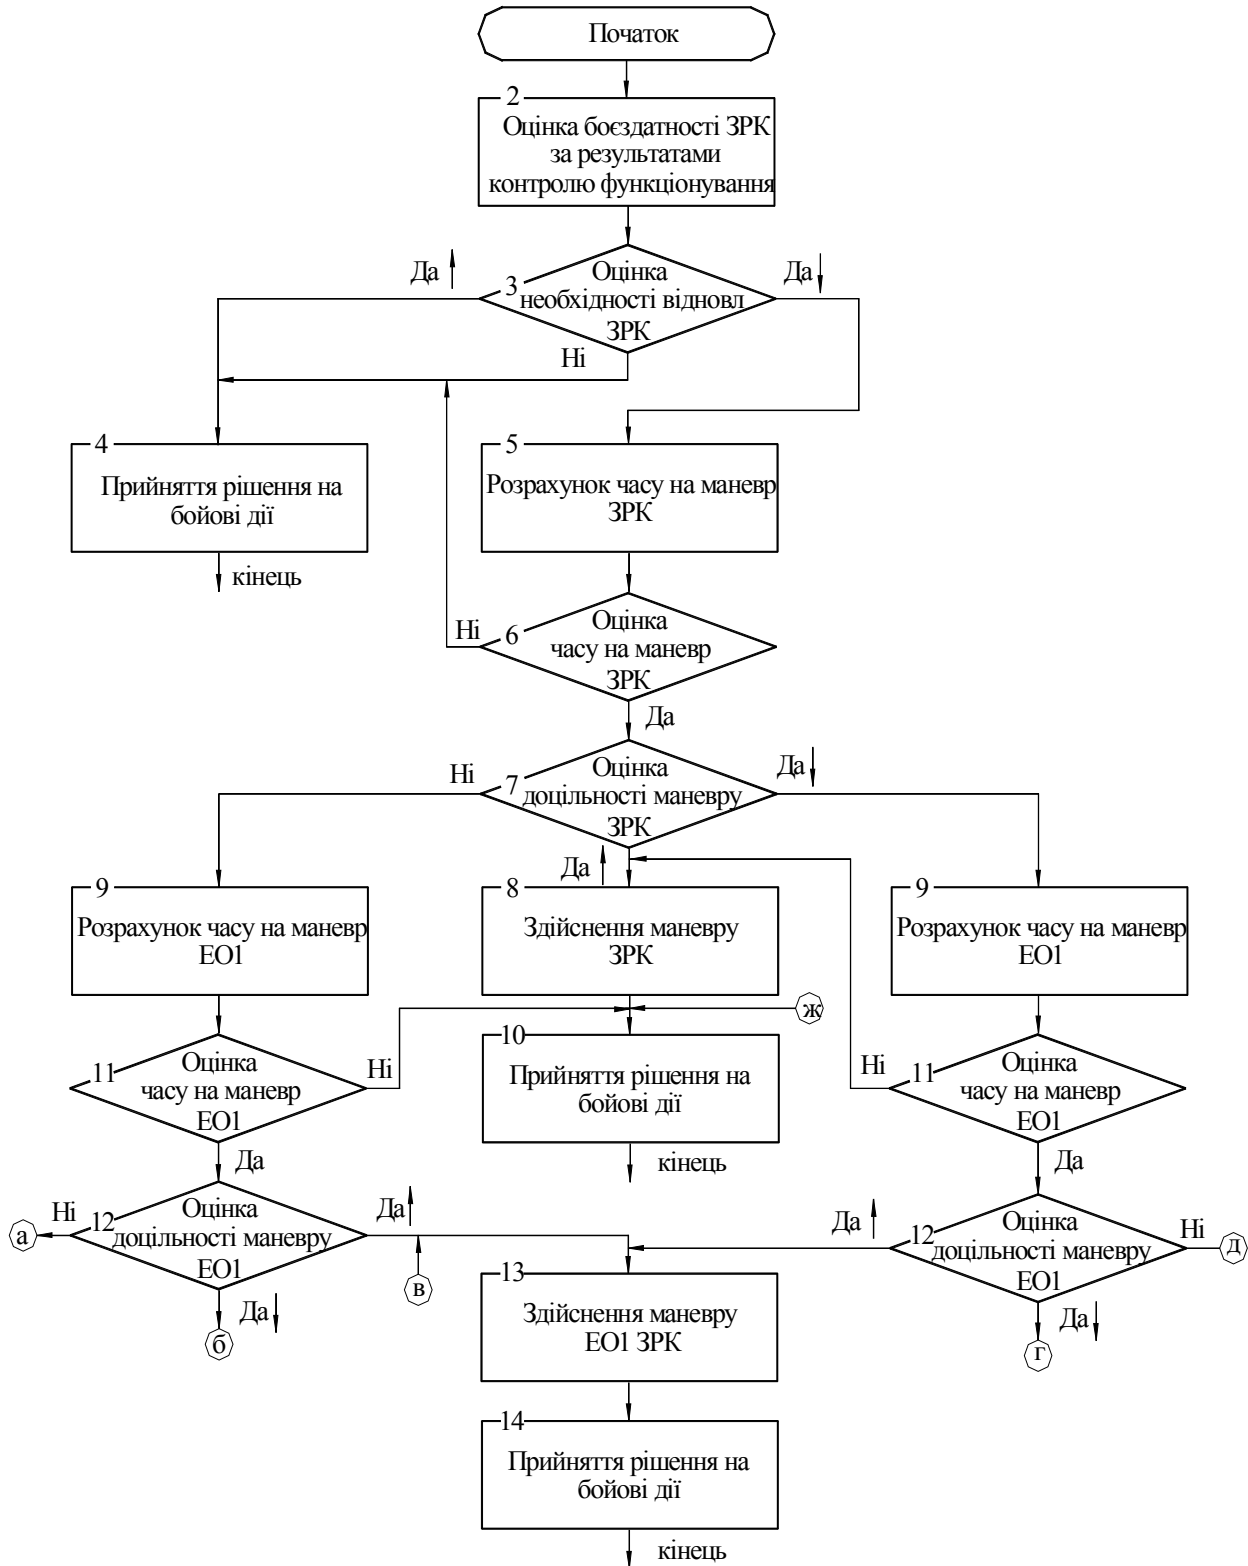 Початок
2
Оцінка боєздатності ЗРК
за результатами
контролю функціонування
Да
Да
3
Оцінка
необхідності відновл
ЗРК
Ні
4
Прийняття рішення на
бойові дії
кінець
5
Розрахунок часу на маневр
ЗРК
Ні
6
Оцінка
часу на маневр
ЗРК
Да
Ні
7
Оцінка
доцільності маневру
ЗРК
Да
Да
9
Розрахунок часу на маневр
ЕО1
8
Здійснення маневру
ЗРК
9
Розрахунок часу на маневр
ЕО1
ж
11
Оцінка
часу на маневр
ЕО1
Ні
10
Прийняття рішення на
бойові дії
кінець
Ні
11
Оцінка
часу на маневр
ЕО1
Да
Да
а
Ні
12
Оцінка
доцільності маневру
ЕО1
Да
Да
б
в
Да
12
Оцінка
доцільності маневру
ЕО1
Ні
д
Да
г
13
Здійснення маневру
ЕО1 ЗРК
14
Прийняття рішення на
бойові дії
кінець